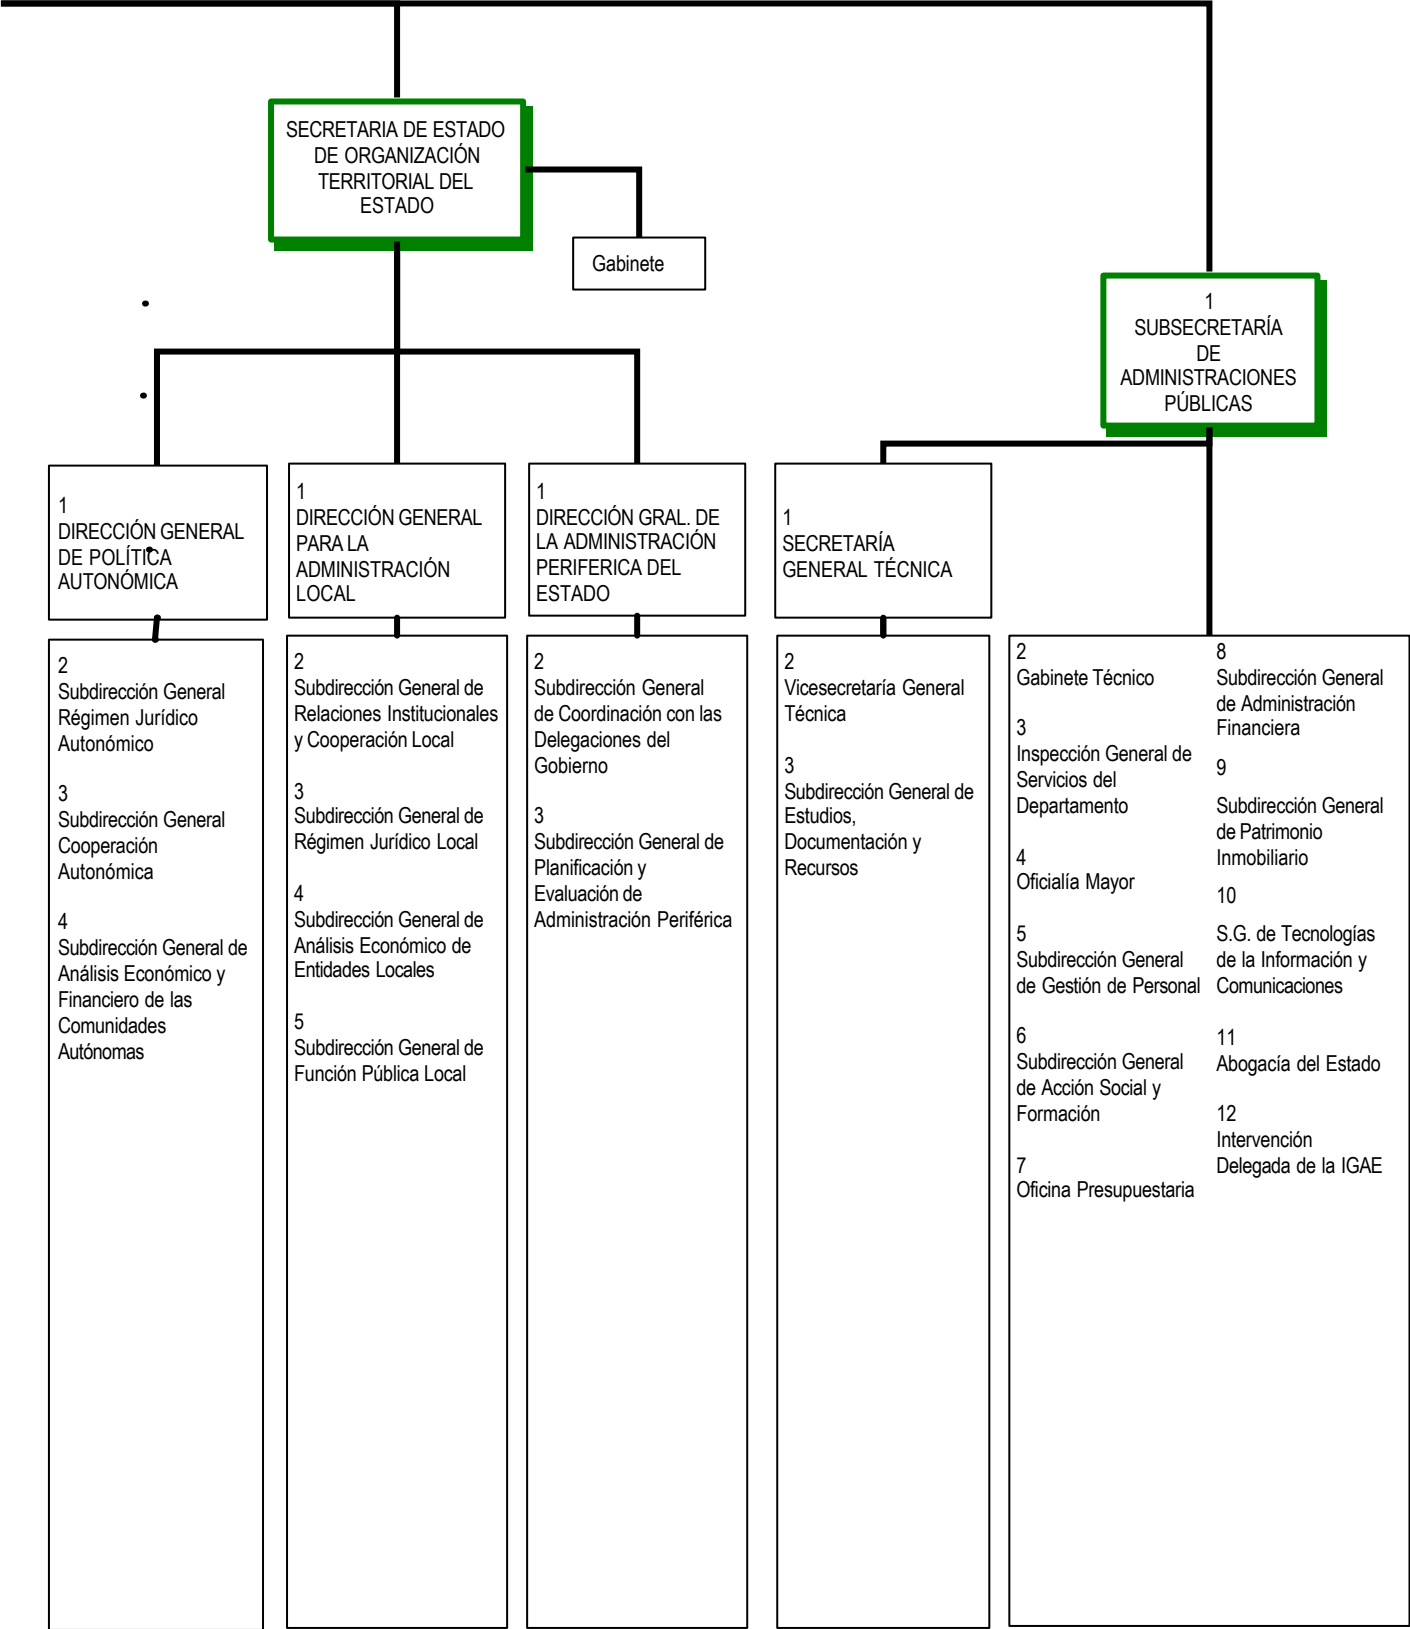 SECRETARIA DE ESTADO
DE ORGANIZACIÓN
TERRITORIAL DEL
ESTADO
Gabinete
1
SUBSECRETARÍA
DE
ADMINISTRACIONES
PÚBLICAS
1
DIRECCIÓN GENERAL
DE POLÍTICA
AUTONÓMICA
1
DIRECCIÓN GENERAL
PARA LA
ADMINISTRACIÓN
LOCAL
1
DIRECCIÓN GRAL. DE
LA ADMINISTRACIÓN
PERIFERICA DEL
ESTADO
1
SECRETARÍA
GENERAL TÉCNICA
2
Subdirección General
Régimen Jurídico
Autonómico
3
Subdirección General
Cooperación
Autonómica
4
Subdirección General de
Análisis Económico y
Financiero de las
Comunidades
Autónomas
2
Subdirección General de
Relaciones Institucionales
y Cooperación Local
3
Subdirección General de
Régimen Jurídico Local
4
Subdirección General de
Análisis Económico de
Entidades Locales
5
Subdirección General de
Función Pública Local
2
Subdirección General
de Coordinación con las
Delegaciones del
Gobierno
3
Subdirección General de
Planificación y
Evaluación de
Administración Periférica
2
Vicesecretaría General
Técnica
3
Subdirección General de
Estudios,
Documentación y
Recursos
2
Gabinete Técnico
3
Inspección General de
Servicios del
Departamento
4
Oficialía Mayor
5
Subdirección General
de Gestión de Personal
6
Subdirección General
de Acción Social y
Formación
7
Oficina Presupuestaria
8
Subdirección General
de Administración
Financiera
9
Subdirección General
de Patrimonio
Inmobiliario
10
S.G. de Tecnologías
de la Información y
Comunicaciones
11
Abogacía del Estado
12
Intervención
Delegada de la IGAE